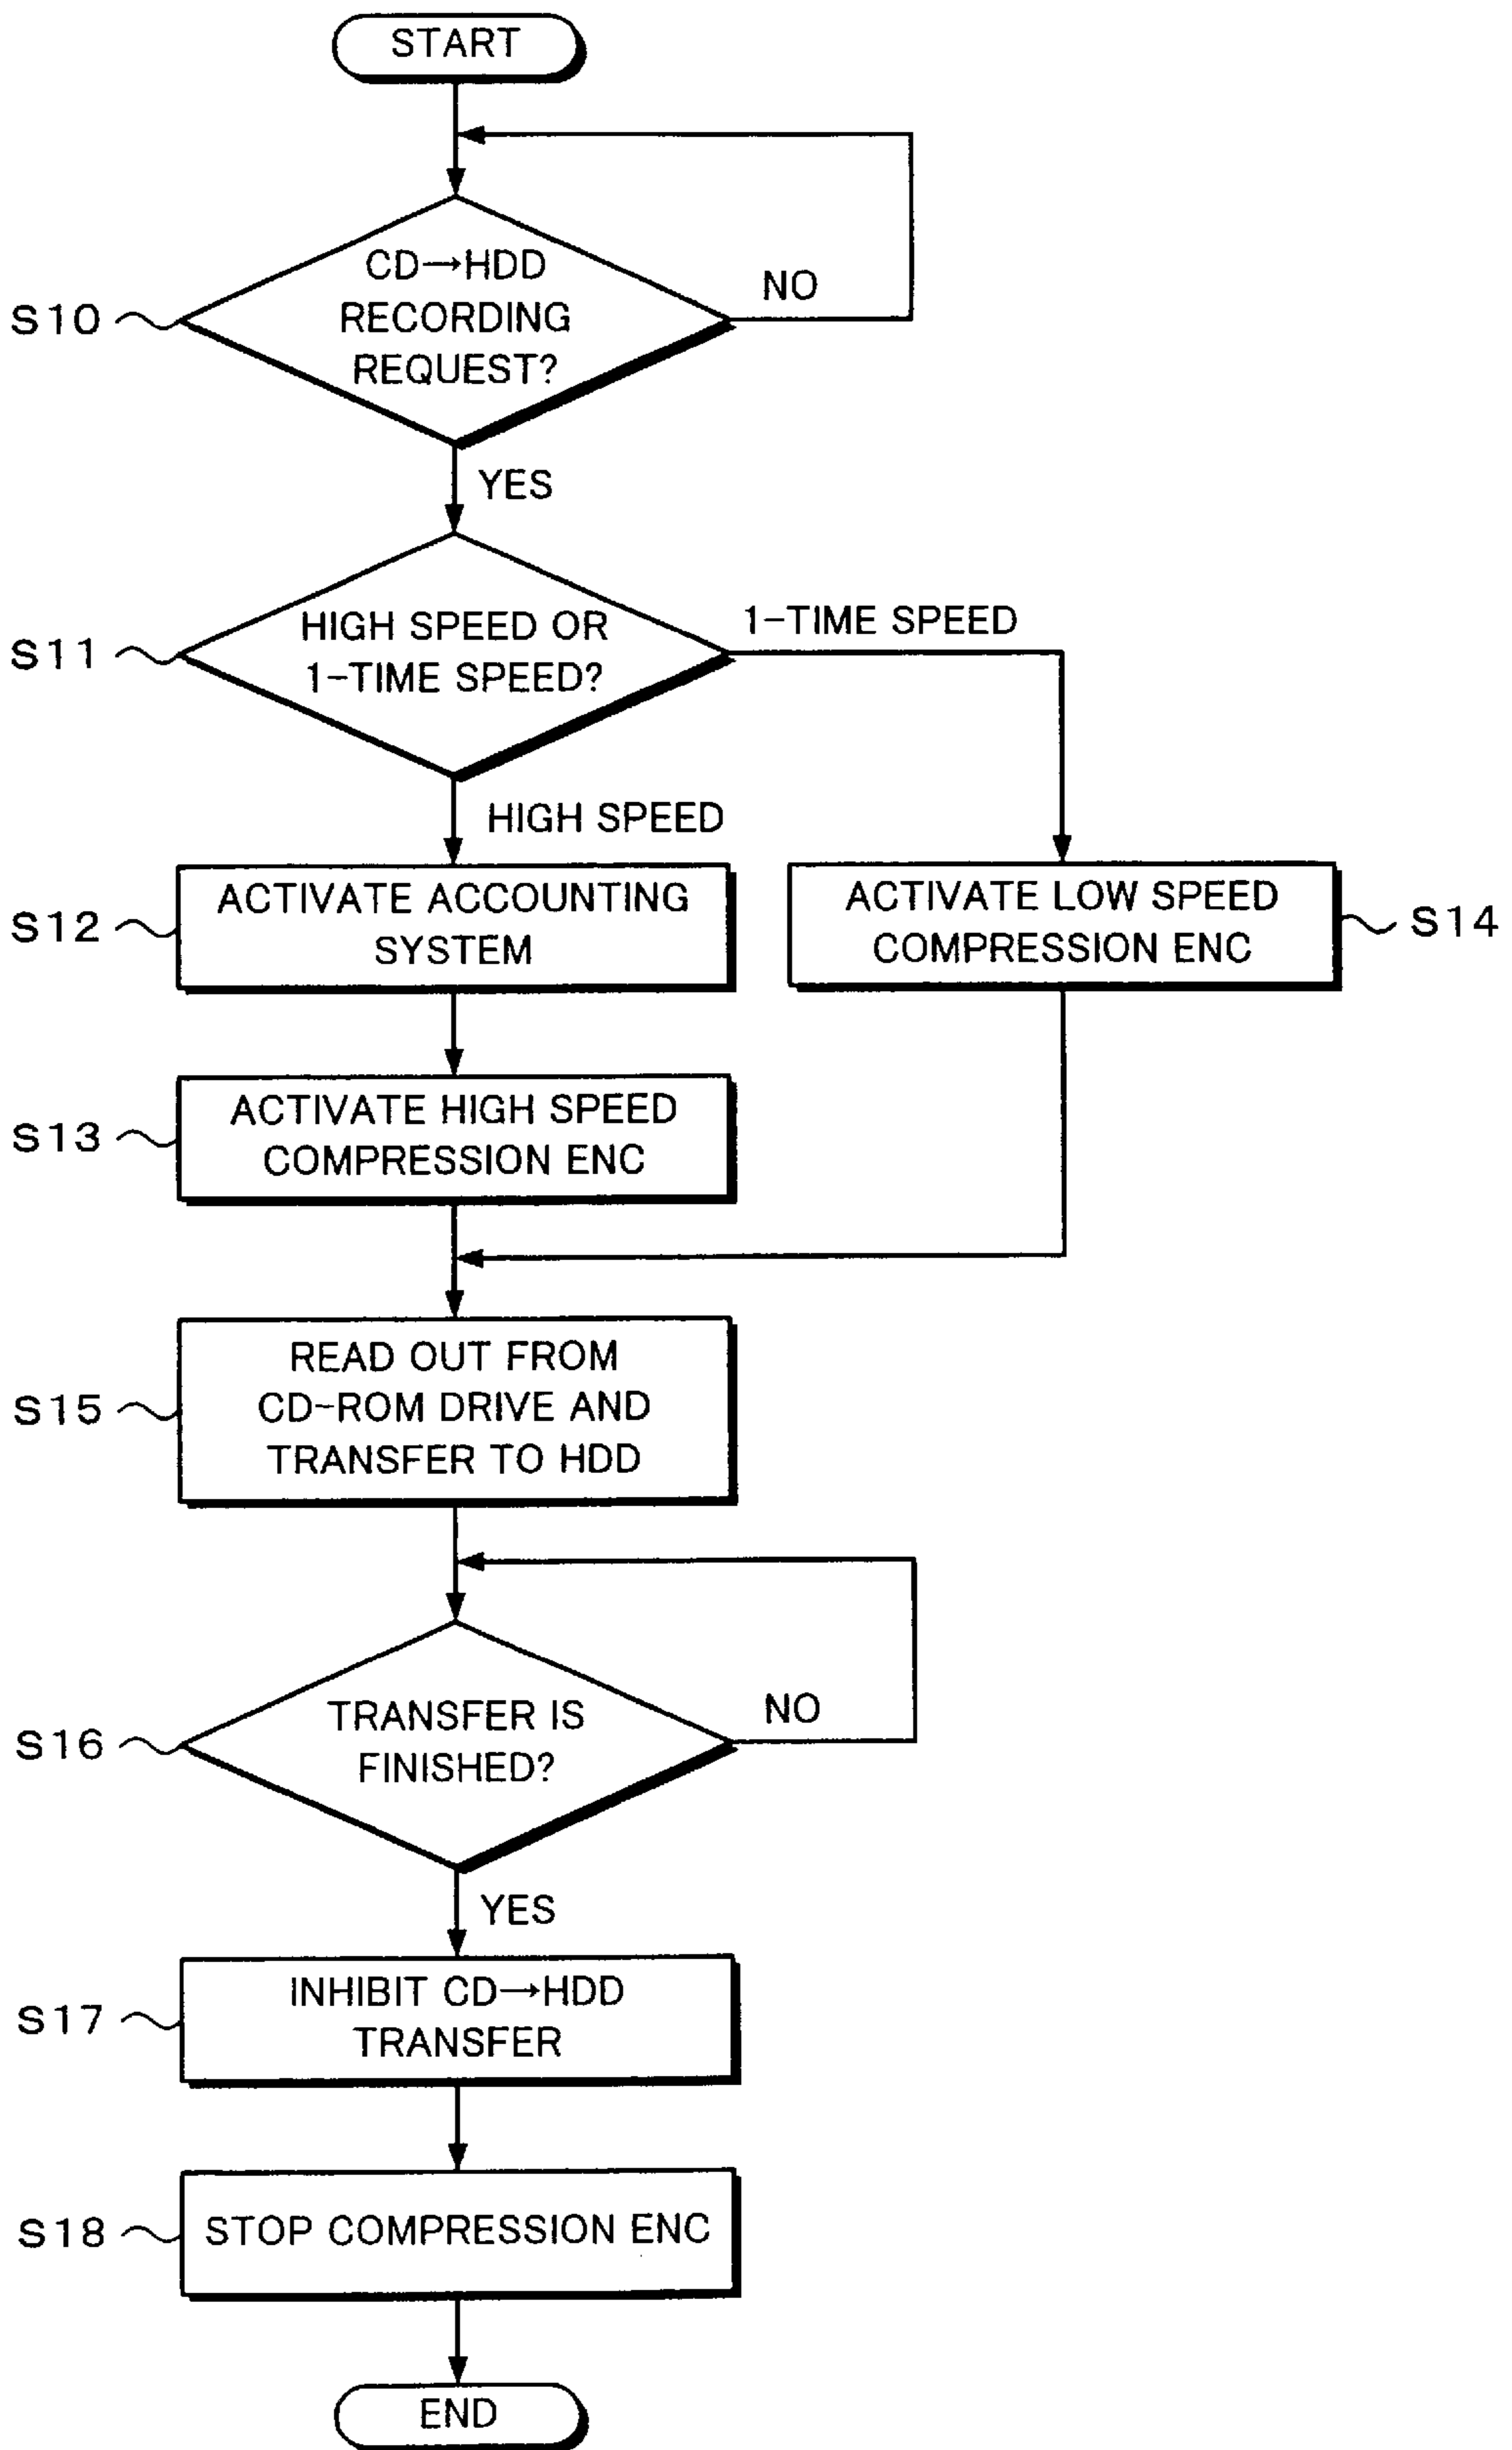 START
CD→HDD
RECORDING
REQUEST?
NO
S10
YES
HIGH SPEED OR
1-TIME SPEED?
1-TIME SPEED
S11
HIGH SPEED
ACTIVATE ACCOUNTING
SYSTEM
S12
ACTIVATE LOW SPEED
COMPRESSION ENC
S14
ACTIVATE HIGH SPEED
COMPRESSION ENC
S13
READ OUT FROM
CD-ROM DRIVE AND
TRANSFER TO HDD
S15
TRANSFER IS
FINISHED?
NO
S16
YES
INHIBIT CD→HDD
TRANSFER
S17
STOP COMPRESSION ENC
S18
END